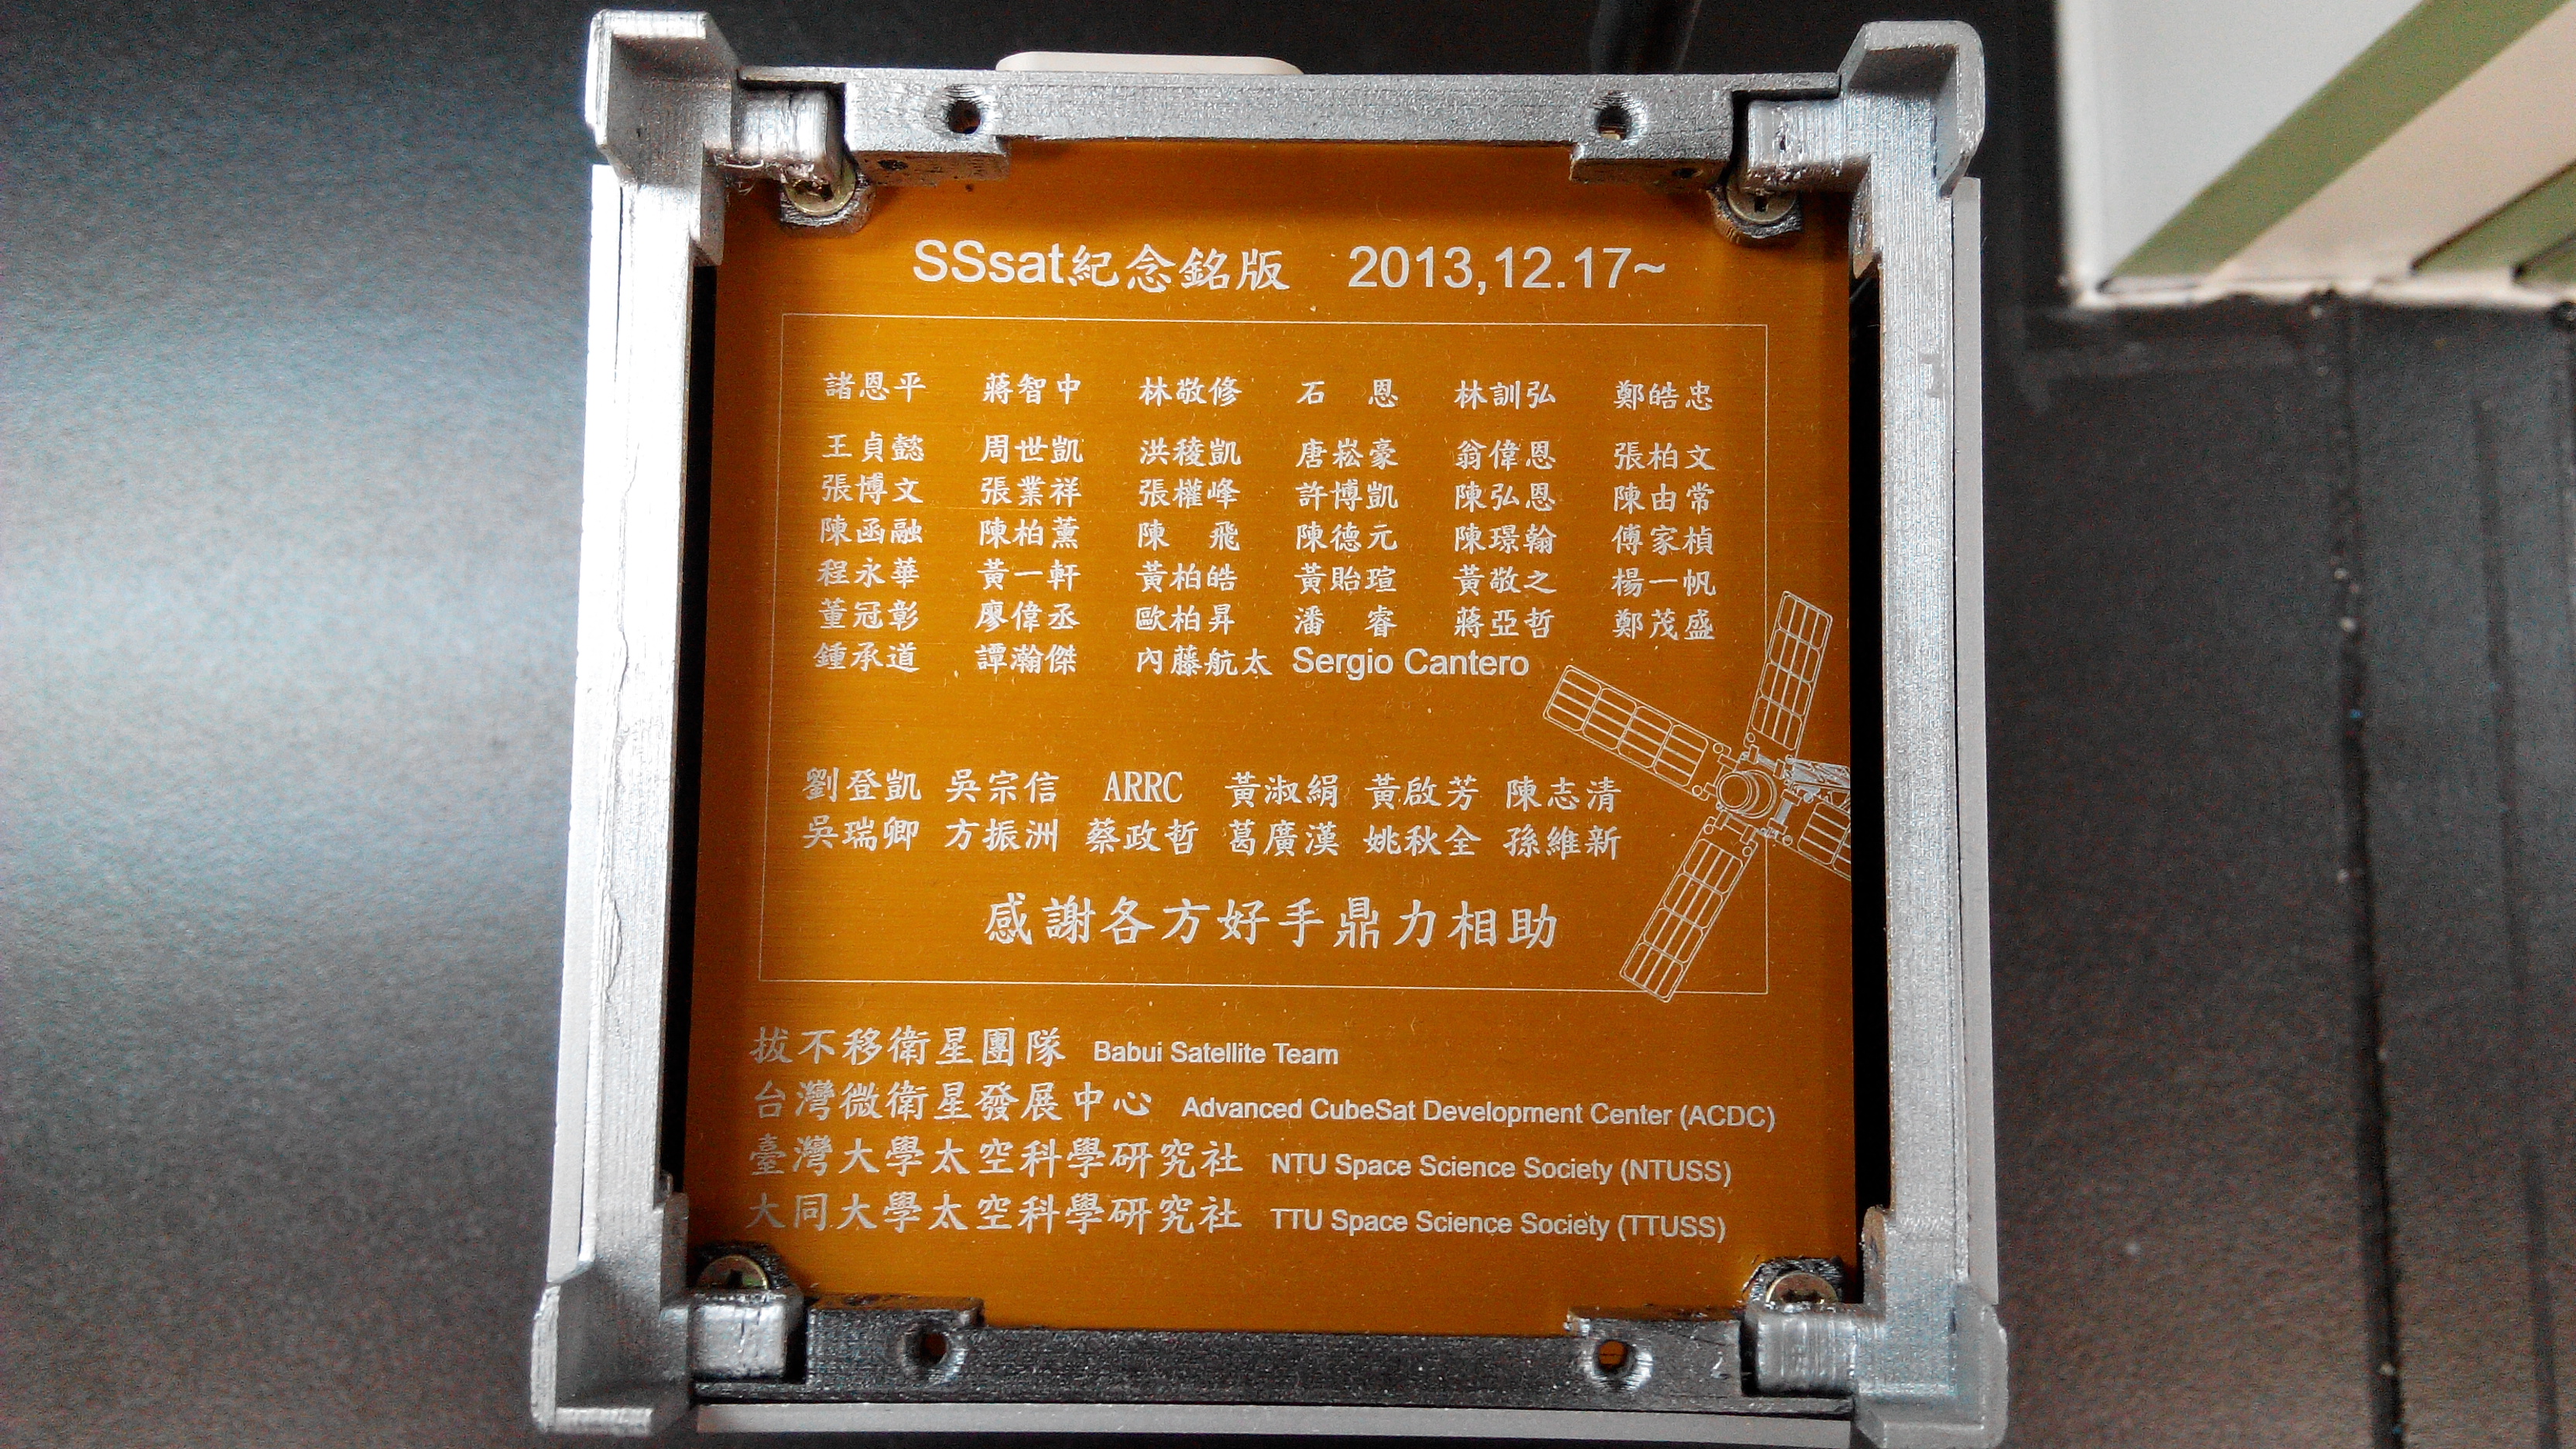 SSsat紀念銘版 2013,12.17~
諸恩平 蔣智中 林敬修 石 恩 林訓弘 鄭皓忠
王貞懿 周世凱 洪稜凱 唐崧豪 翁偉恩 張柏文
張博文 張業祥 張權峰 許博凱 陳弘恩 陳由常
陳函融 陳柏薰 陳 飛 陳德元 陳璟翰 傅家楨
程永華 黃一軒 黃柏皓 黃貽瑄 黃敬之 楊一帆
董冠彰 廖偉丞 歐柏昇 潘 睿 蔣亞哲 鄭茂盛
鍾承道 譚瀚傑 內藤航太 Sergio Cantero
劉登凱 吳宗信 ARRC 黃淑絹 黃啟芳 陳志清
吳瑞卿 方振洲 蔡政哲 葛廣漢 姚秋全 孫維新
感謝各方好手鼎力相助
拔不移衛星團隊 Babui Satellite Team
台灣微衛星發展中心 Advanced CubeSat Development Center (ACDC)
臺灣大學太空科學研究社 NTU Space Science Society (NTUSS)
大同大學太空科學研究社 TTU Space Science Society (TTUSS)